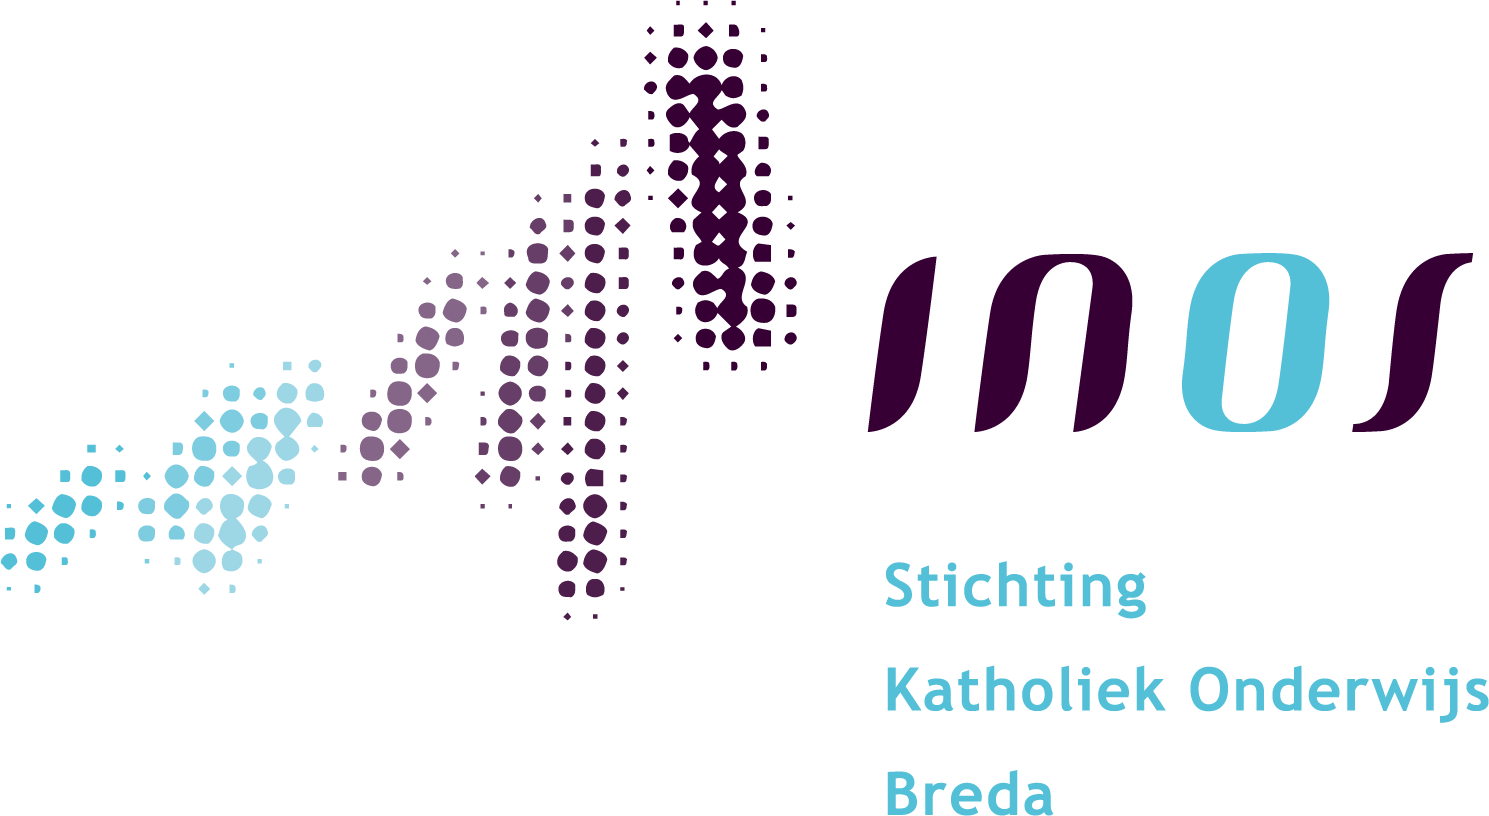 inos
Stichting
Katholiek Onderwijs
Breda